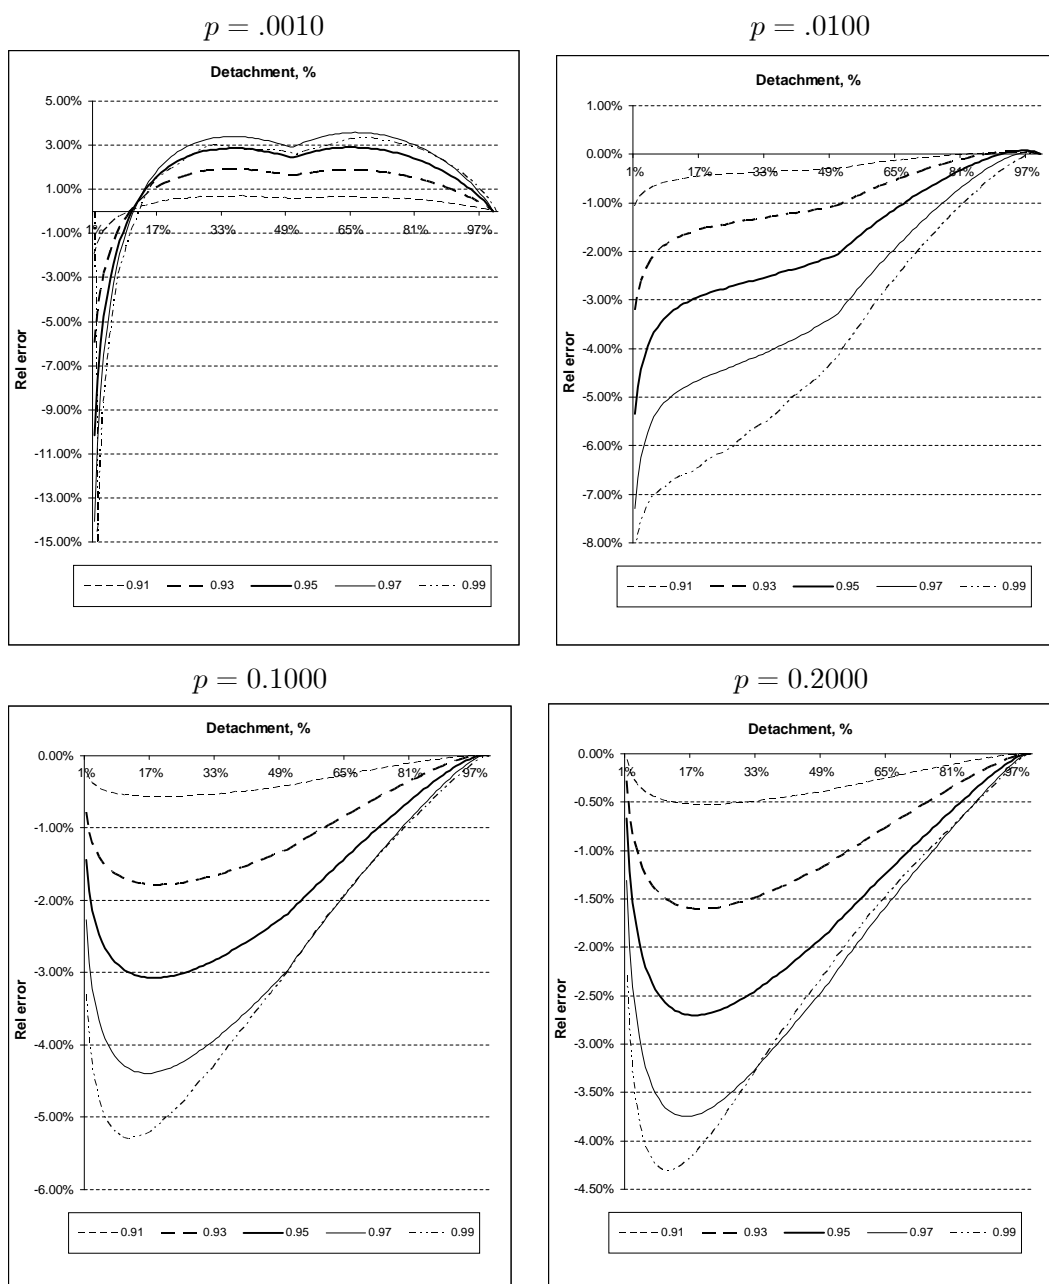 p = .0010
Detachment, %
5.00%
3.00%
1.00%
-1.00%
-3.00%
-5.00%
-7.00%
-9.00%
-11.00%
-13.00%
-15.00%
1% 17% 33% 49% 65% 81% 97%
Rel error
0.91 0.93 0.95 0.97 0.99
p = .0100
Detachment, %
1.00%
0.00%
-1.00%
-2.00%
-3.00%
-4.00%
-5.00%
-6.00%
-7.00%
-8.00%
1% 17% 33% 49% 65% 81% 97%
Rel error
0.91 0.93 0.95 0.97 0.99
p = 0.1000
Detachment, %
0.00%
-1.00%
-2.00%
-3.00%
-4.00%
-5.00%
-6.00%
1% 17% 33% 49% 65% 81% 97%
Rel error
0.91 0.93 0.95 0.97 0.99
p = 0.2000
Detachment, %
0.00%
-0.50%
-1.00%
-1.50%
-2.00%
-2.50%
-3.00%
-3.50%
-4.00%
-4.50%
1% 17% 33% 49% 65% 81% 97%
Rel error
0.91 0.93 0.95 0.97 0.99